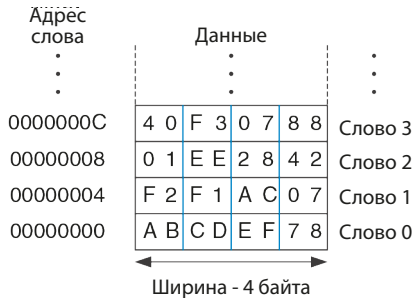 Адрес
слова
Данные
0000000C 4 0 F 3 0 7 8 8 Слово 3
00000008 0 1 E E 2 8 4 2 Слово 2
00000004 F 2 F 1 A C 0 7 Слово 1
00000000 A B C D E F 7 8 Слово 0
Ширина - 4 байта